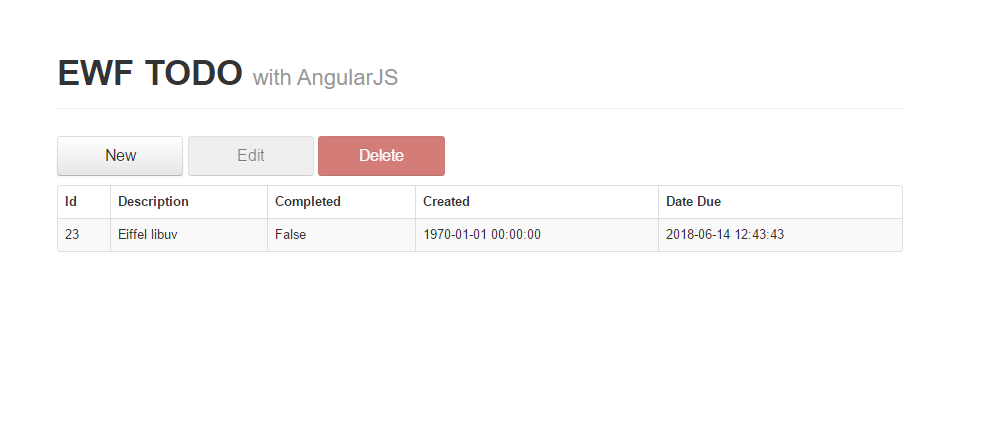 EWF TODO with AngularJS
New Edit Delete
Id Description Completed Created Date Due
23 Eiffel libuv False 1970-01-01 00:00:00 2018-06-14 12:43:43